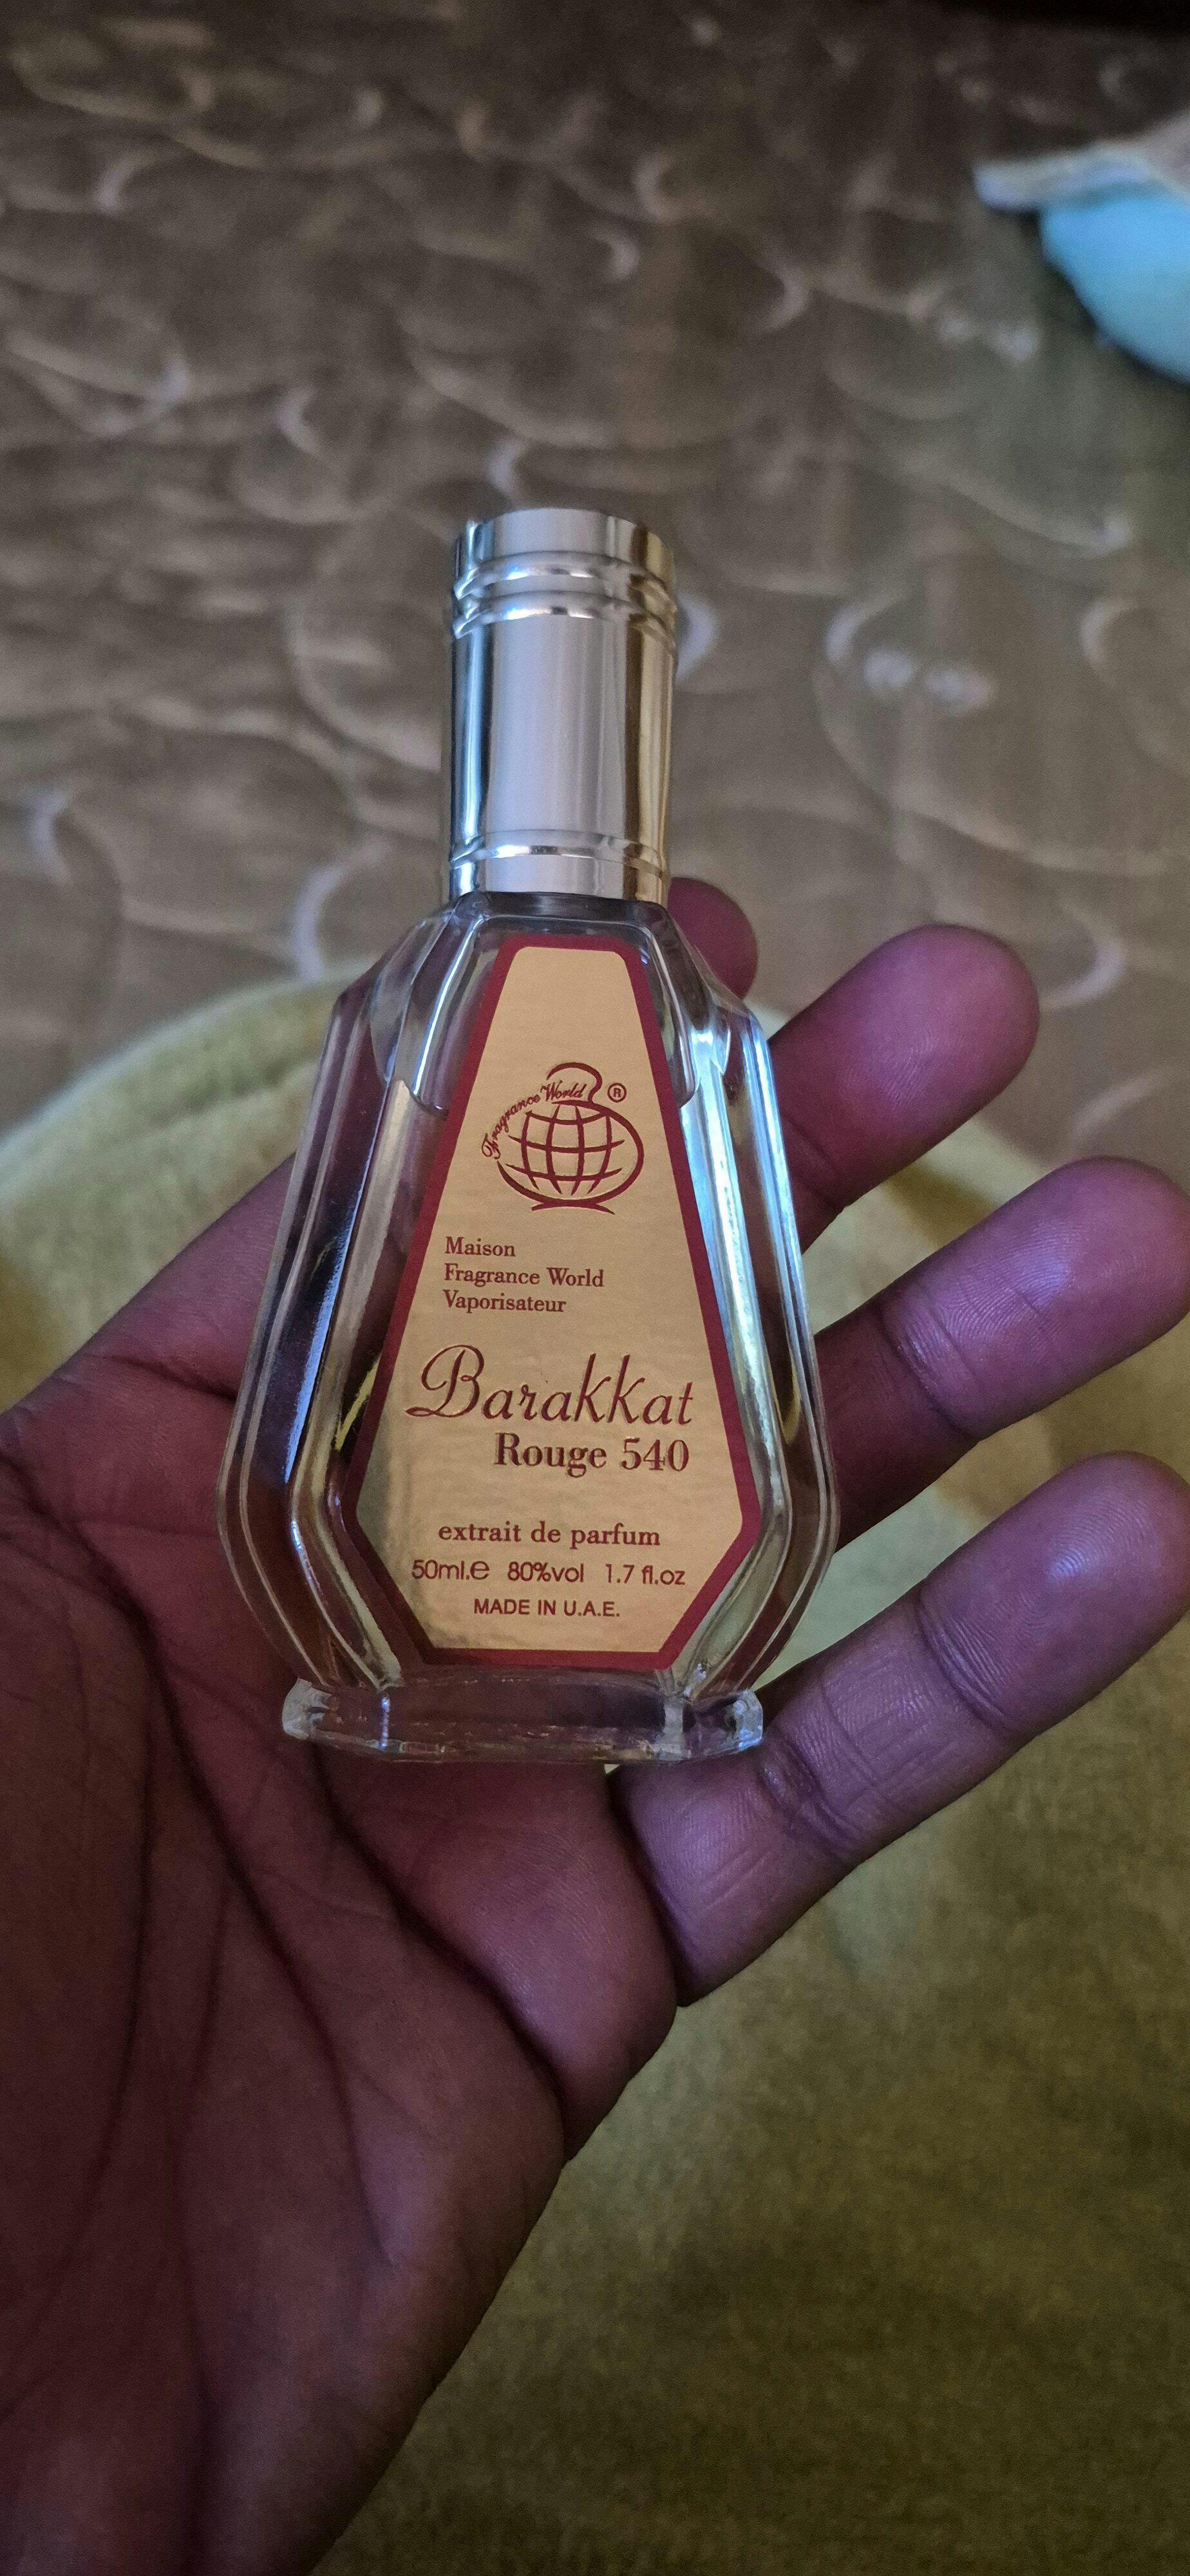 Fragrance World ®
Maison
Fragrance World
Vaporisateur
Barakkat
Rouge 540
extrait de parfum
50ml.e 80%vol 1.7 fl.oz
MADE IN U.A.E.